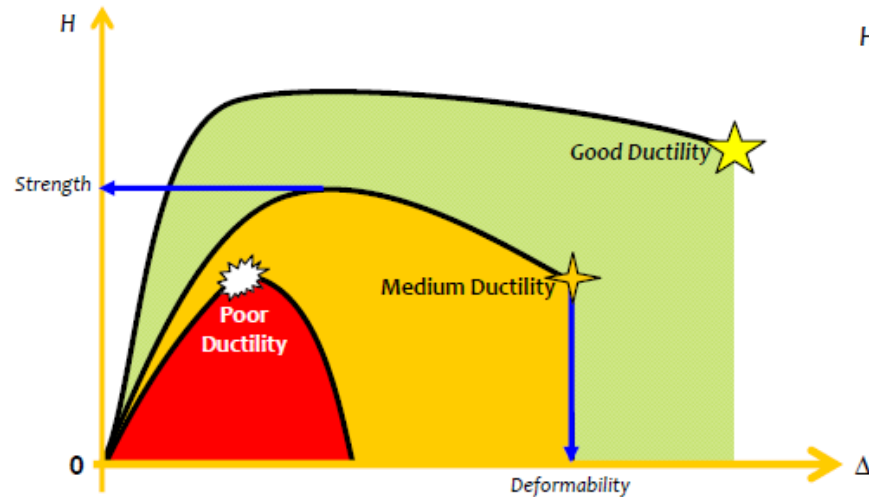 H
H
Good Ductility
Strength
Medium Ductility
Poor
Ductility
0
Δ
Deformability